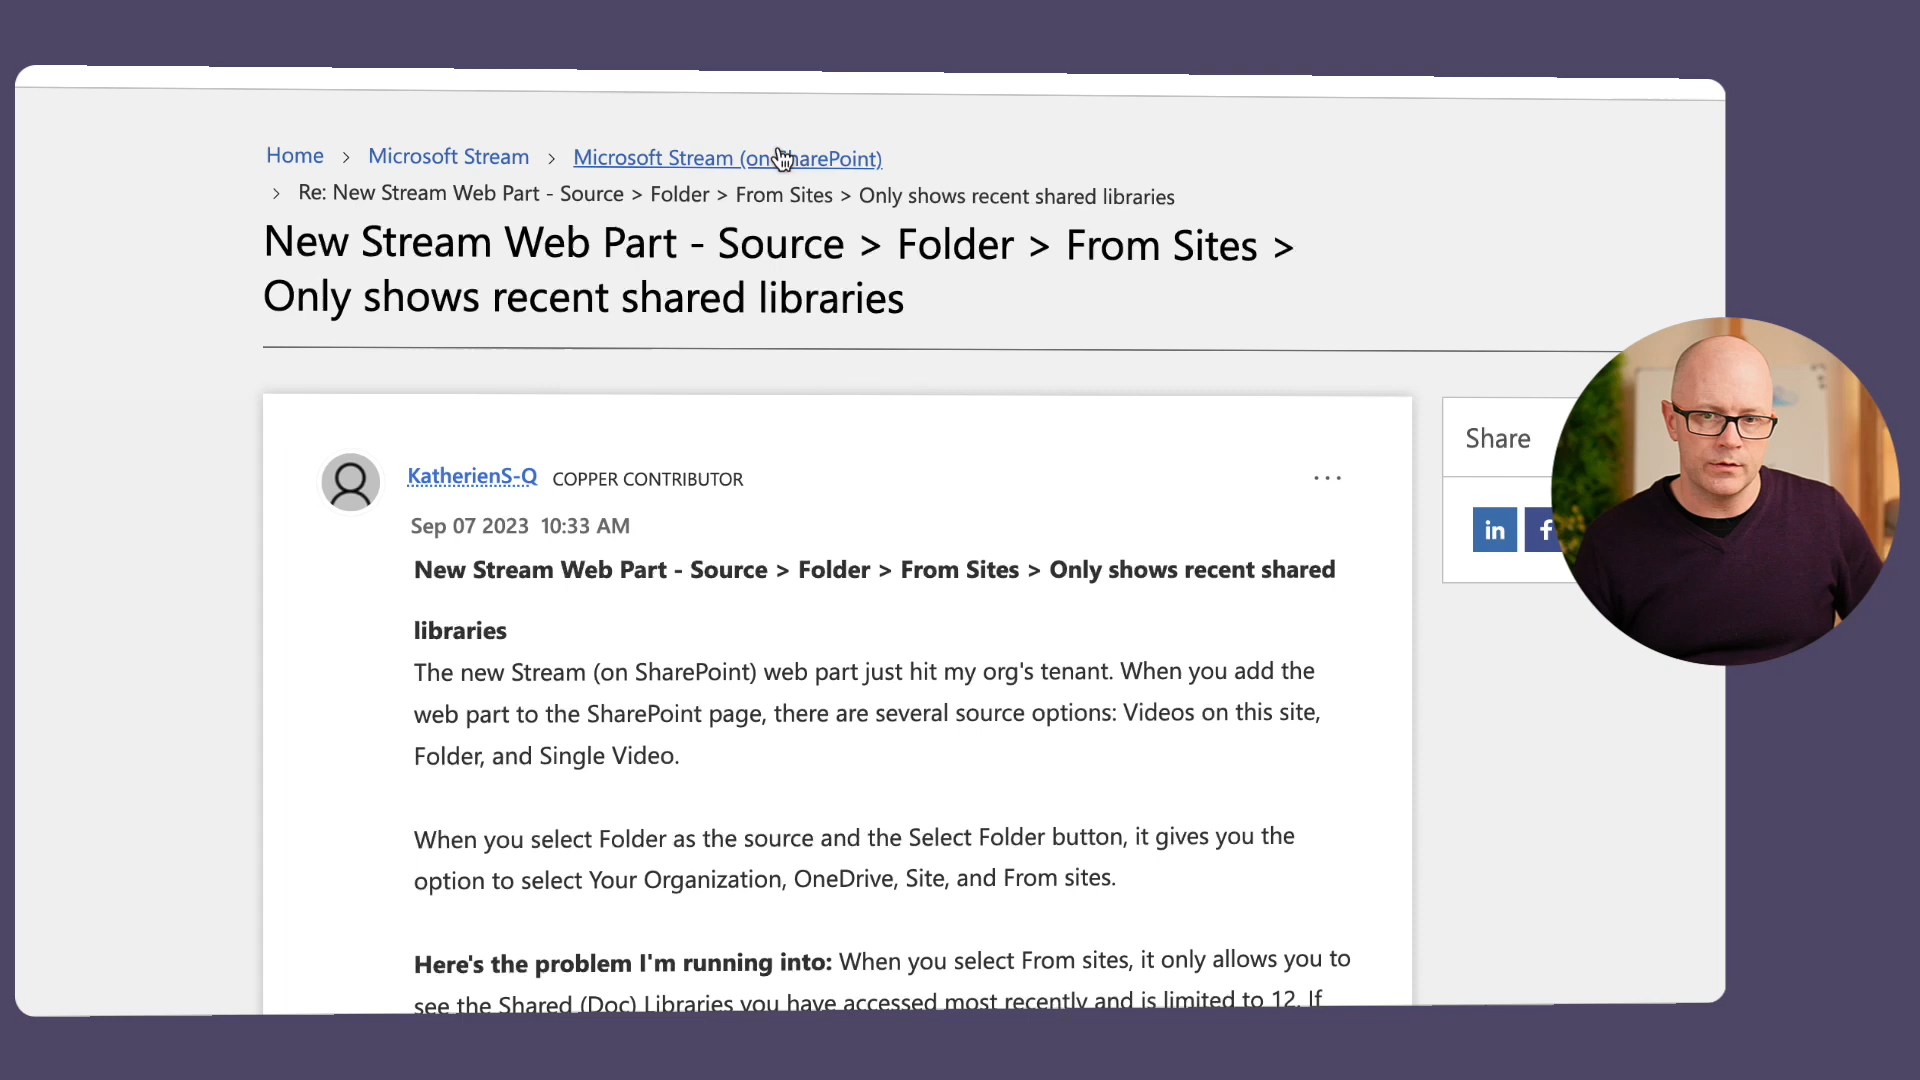 Home > Microsoft Stream > Microsoft Stream (on SharePoint)
> Re: New Stream Web Part - Source > Folder > From Sites > Only shows recent shared libraries
New Stream Web Part - Source > Folder > From Sites >
Only shows recent shared libraries
Share
KatherienS-Q COPPER CONTRIBUTOR
Sep 07 2023 10:33 AM
in f
New Stream Web Part - Source > Folder > From Sites > Only shows recent shared
libraries
The new Stream (on SharePoint) web part just hit my org's tenant. When you add the
web part to the SharePoint page, there are several source options: Videos on this site,
Folder, and Single Video.
When you select Folder as the source and the Select Folder button, it gives you the
option to select Your Organization, OneDrive, Site, and From sites.
Here's the problem I'm running into: When you select From sites, it only allows you to
see the Shared (Doc) Libraries you have accessed most recently and is limited to 12. If